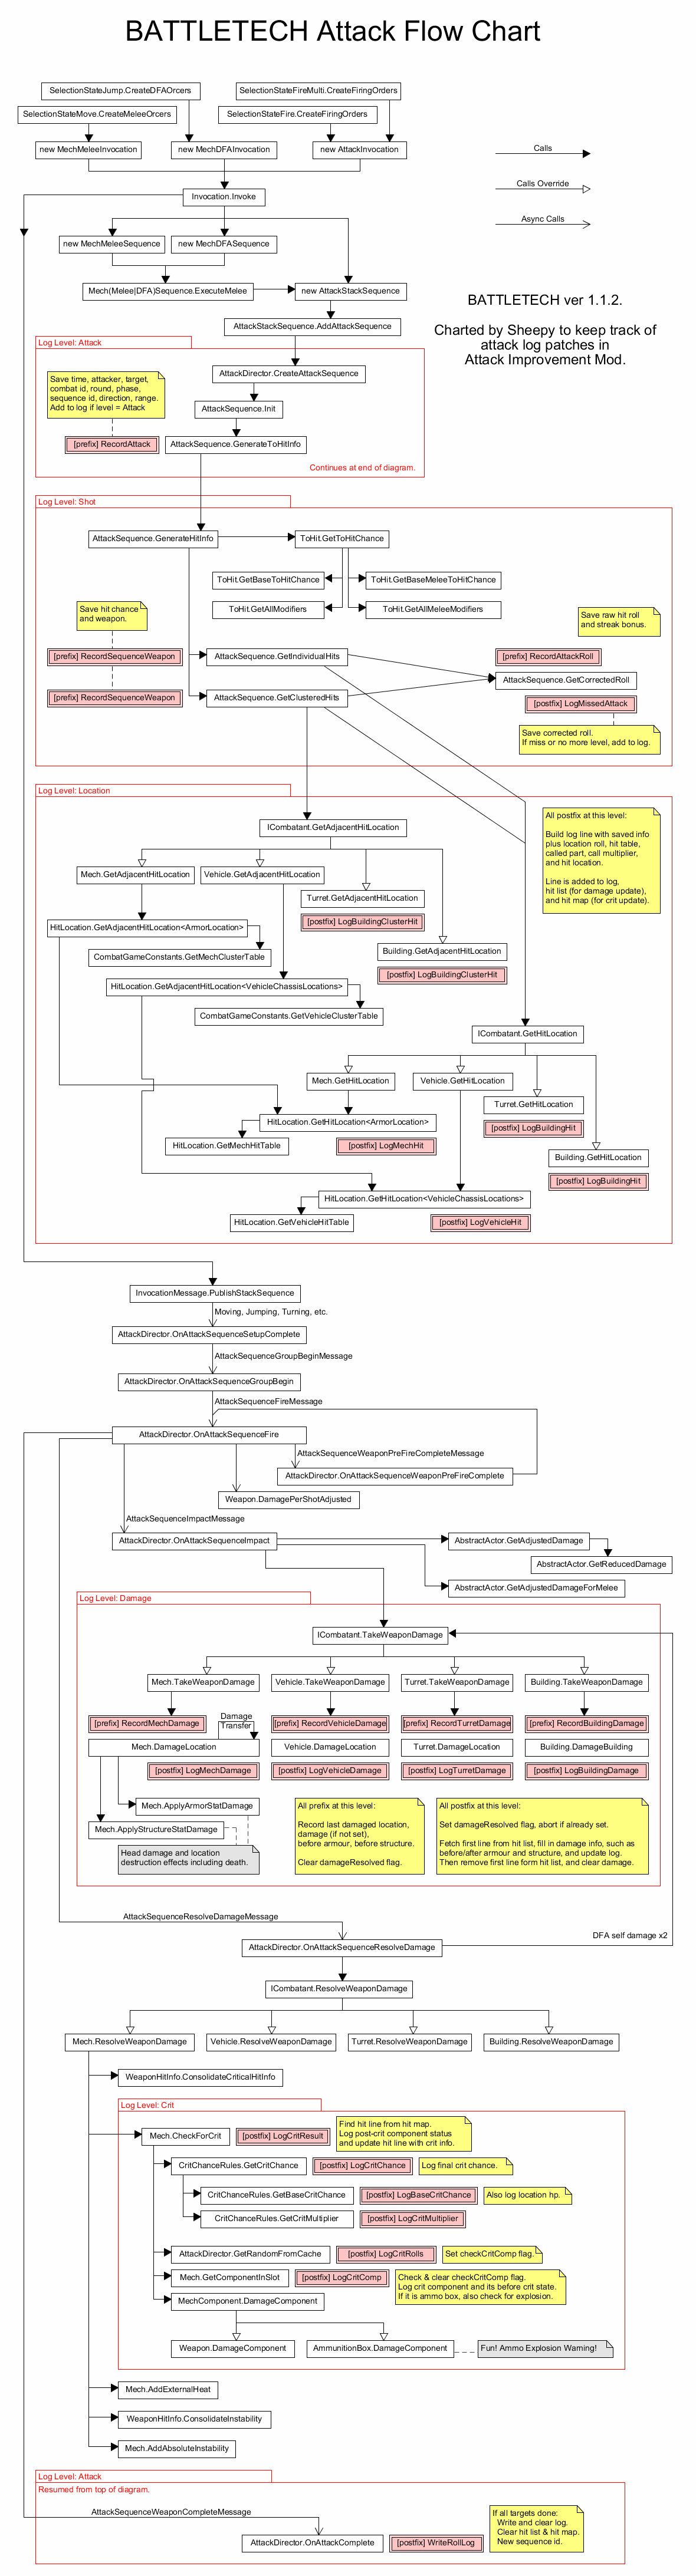 BATTLETECH Attack Flow Chart
SelectionStateJump.CreateDFAOrcers
SelectionStateFireMulti.CreateFiringOrders
SelectionStateMove.CreateMeleeOrcers
SelectionStateFire.CreateFiringOrders
new MechMeleeInvocation
new MechDFAInvocation
new AttackInvocation
Calls
Calls Override
Async Calls
Invocation.Invoke
new MechMeleeSequence
new MechDFASequence
Mech(Melee|DFA)Sequence.ExecuteMelee
new AttackStackSequence
BATTLETECH ver 1.1.2.
Charted by Sheepy to keep track of
attack log patches in
Attack Improvement Mod.
AttackStackSequence.AddAttackSequence
Log Level: Attack
AttackDirector.CreateAttackSequence
Save time, attacker, target,
combat id, round, phase,
sequence id, direction, range.
Add to log if level = Attack
AttackSequence.Init
[prefix] RecordAttack
AttackSequence.GenerateToHitInfo
Continues at end of diagram.
Log Level: Shot
AttackSequence.GenerateHitInfo
ToHit.GetToHitChance
ToHit.GetBaseToHitChance
ToHit.GetBaseMeleeToHitChance
ToHit.GetAllModifiers
ToHit.GetAllMeleeModifiers
Save hit chance
and weapon.
Save raw hit roll
and streak bonus.
[prefix] RecordSequenceWeapon
AttackSequence.GetIndividualHits
[prefix] RecordAttackRoll
AttackSequence.GetCorrectedRoll
[prefix] RecordSequenceWeapon
AttackSequence.GetClusteredHits
[postfix] LogMissedAttack
Save corrected roll.
If miss or no more level, add to log.
Log Level: Location
ICombatant.GetAdjacentHitLocation
All postfix at this level:
Build log line with saved info
plus location roll, hit table,
called part, call multiplier,
and hit location.
Line is added to log,
hit list (for damage update),
and hit map (for crit update).
Mech.GetAdjacentHitLocation
Vehicle.GetAdjacentHitLocation
Turret.GetAdjacentHitLocation
[postfix] LogBuildingClusterHit
HitLocation.GetAdjacentHitLocation<ArmorLocation>
Building.GetAdjacentHitLocation
CombatGameConstants.GetMechClusterTable
[postfix] LogBuildingClusterHit
HitLocation.GetAdjacentHitLocation<VehicleChassisLocations>
CombatGameConstants.GetVehicleClusterTable
ICombatant.GetHitLocation
Mech.GetHitLocation
Vehicle.GetHitLocation
Turret.GetHitLocation
HitLocation.GetHitLocation<ArmorLocation>
[postfix] LogBuildingHit
HitLocation.GetMechHitTable
[postfix] LogMechHit
Building.GetHitLocation
[postfix] LogBuildingHit
HitLocation.GetHitLocation<VehicleChassisLocations>
HitLocation.GetVehicleHitTable
[postfix] LogVehicleHit
InvocationMessage.PublishStackSequence
Moving, Jumping, Turning, etc.
AttackDirector.OnAttackSequenceSetupComplete
AttackSequenceGroupBeginMessage
AttackDirector.OnAttackSequenceGroupBegin
AttackSequenceFireMessage
AttackDirector.OnAttackSequenceFire
AttackSequenceWeaponPreFireCompleteMessage
AttackDirector.OnAttackSequenceWeaponPreFireComplete
Weapon.DamagePerShotAdjusted
AttackSequenceImpactMessage
AttackDirector.OnAttackSequenceImpact
AbstractActor.GetAdjustedDamage
AbstractActor.GetReducedDamage
AbstractActor.GetAdjustedDamageForMelee
Log Level: Damage
ICombatant.TakeWeaponDamage
Mech.TakeWeaponDamage
Vehicle.TakeWeaponDamage
Turret.TakeWeaponDamage
Building.TakeWeaponDamage
Damage
Transfer
[prefix] RecordMechDamage
[prefix] RecordVehicleDamage
[prefix] RecordTurretDamage
[prefix] RecordBuildingDamage
Mech.DamageLocation
Vehicle.DamageLocation
Turret.DamageLocation
Building.DamageBuilding
[postfix] LogMechDamage
[postfix] LogVehicleDamage
[postfix] LogTurretDamage
[postfix] LogBuildingDamage
Mech.ApplyArmorStatDamage
Mech.ApplyStructureStatDamage
Head damage and location
destruction effects including death.
All prefix at this level:
Record last damaged location,
damage (if not set),
before armour, before structure.
Clear damageResolved flag.
All postfix at this level:
Set damageResolved flag, abort if already set.
Fetch first line from hit list, fill in damage info, such as
before/after armour and structure, and update log.
Then remove first line form hit list, and clear damage.
AttackSequenceResolveDamageMessage
DFA self damage x2
AttackDirector.OnAttackSequenceResolveDamage
ICombatant.ResolveWeaponDamage
Mech.ResolveWeaponDamage
Vehicle.ResolveWeaponDamage
Turret.ResolveWeaponDamage
Building.ResolveWeaponDamage
WeaponHitInfo.ConsolidateCriticalHitInfo
Log Level: Crit
Mech.CheckForCrit
[postfix] LogCritResult
Find hit line from hit map.
Log post-crit component status
and update hit line with crit info.
CritChanceRules.GetCritChance
[postfix] LogCritChance
Log final crit chance.
CritChanceRules.GetBaseCritChance
[postfix] LogBaseCritChance
Also log location hp.
CritChanceRules.GetCritMultiplier
[postfix] LogCritMultiplier
AttackDirector.GetRandomFromCache
[postfix] LogCritRolls
Set checkCritComp flag.
Mech.GetComponentInSlot
[postfix] LogCritComp
Check & clear checkCritComp flag.
Log crit component and its before crit state.
If it is ammo box, also check for explosion.
MechComponent.DamageComponent
Weapon.DamageComponent
AmmunitionBox.DamageComponent
Fun! Ammo Explosion Warning!
Mech.AddExternalHeat
WeaponHitInfo.ConsolidateInstability
Mech.AddAbsoluteInstability
Log Level: Attack
Resumed from top of diagram.
AttackSequenceWeaponCompleteMessage
AttackDirector.OnAttackComplete
[postfix] WriteRollLog
If all targets done:
Write and clear log.
Clear hit list & hit map.
New sequence id.